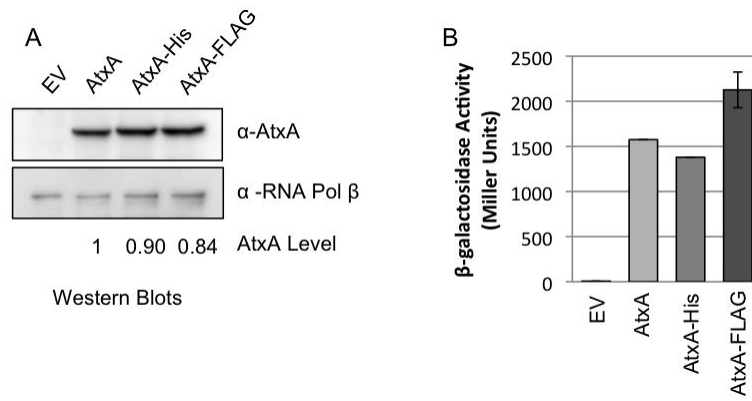 A
EV
AtxA
AtxA-His
AtxA-FLAG
α-AtxA
α -RNA Pol β
1 0.90 0.84 AtxA Level
Western Blots
B
β-galactosidase Activity
(Miller Units)
2500
2000
1500
1000
500
0
EV
AtxA
AtxA-His
AtxA-FLAG